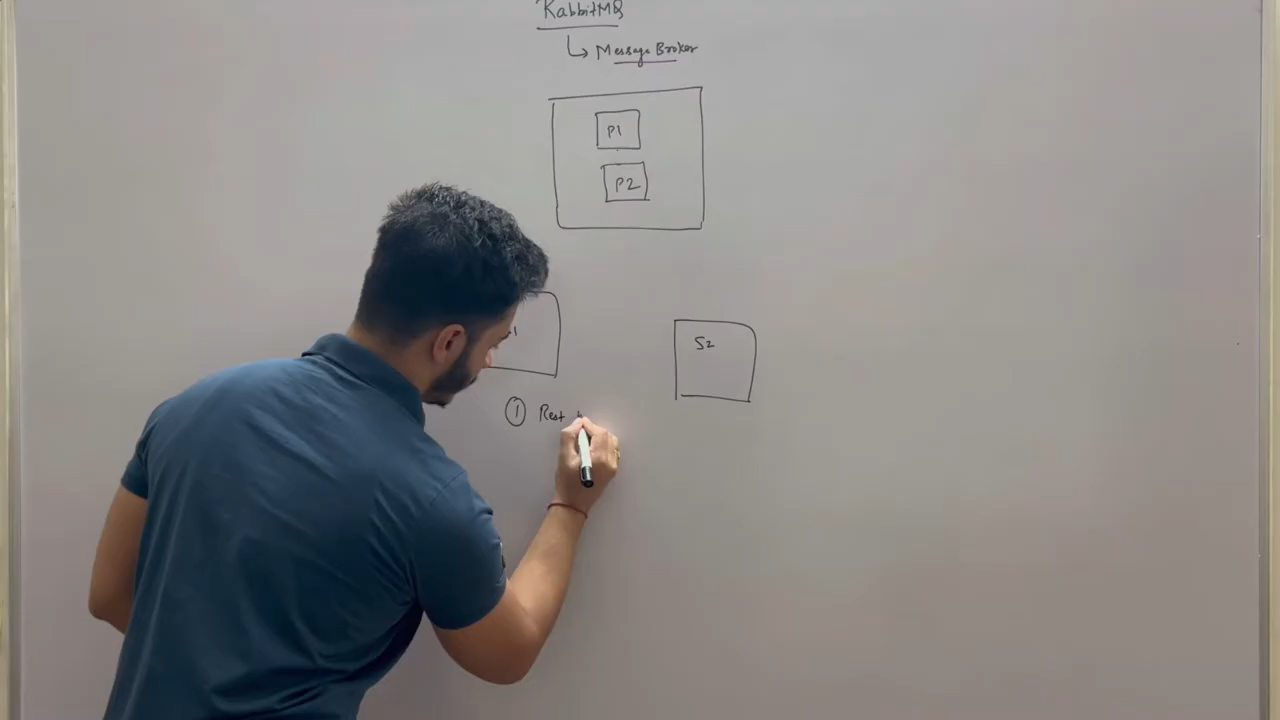 RabbitMQ
Message Broker
P1
P2
S2
1 Rest